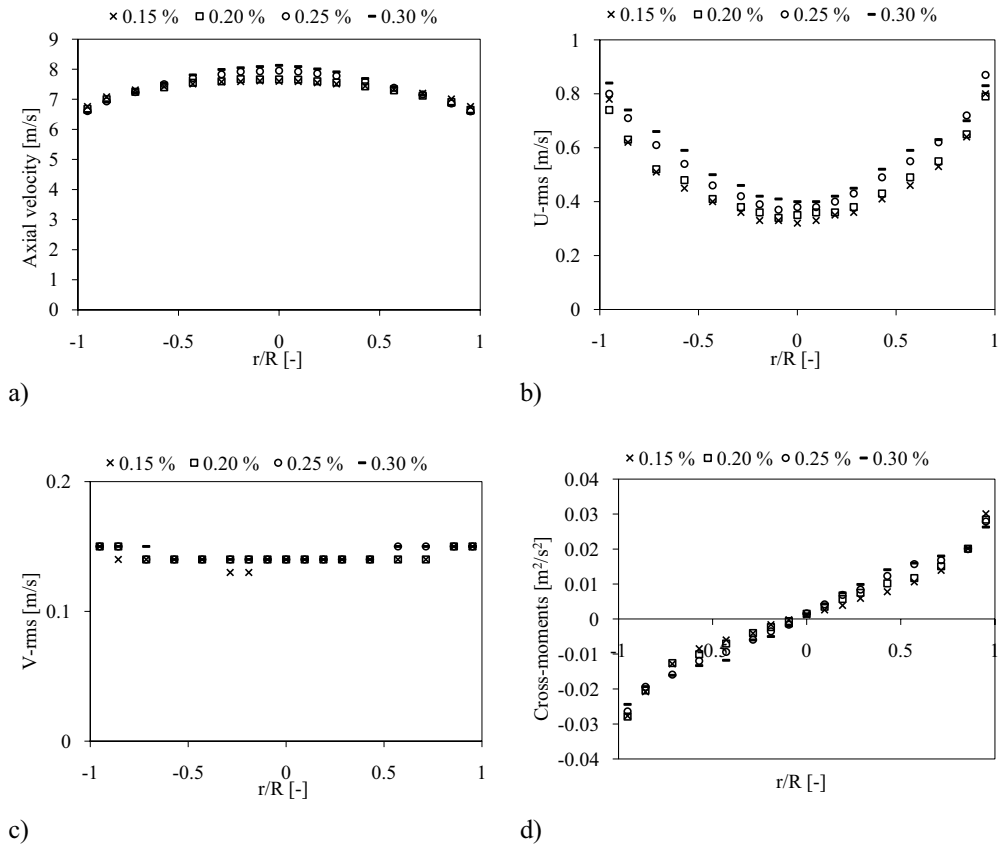 × 0.15 % □ 0.20 % ○ 0.25 % – 0.30 %
9
8
7
6
5
4
3
2
1
0
-1 -0.5 0 0.5 1
Axial velocity [m/s]
r/R [-]
a)
× 0.15 % □ 0.20 % ○ 0.25 % – 0.30 %
1
0.8
0.6
0.4
0.2
0
-1 -0.5 0 0.5 1
U-rms [m/s]
r/R [-]
b)
× 0.15 % □ 0.20 % ○ 0.25 % – 0.30 %
0.2
0.1
0
-1 -0.5 0 0.5 1
V-rms [m/s]
r/R [-]
c)
× 0.15 % □ 0.20 % ○ 0.25 % – 0.30 %
0.04
0.03
0.02
0.01
0
-0.01
-0.02
-0.03
-0.04
-1 -0.5 0 0.5 1
Cross-moments [m²/s²]
r/R [-]
d)